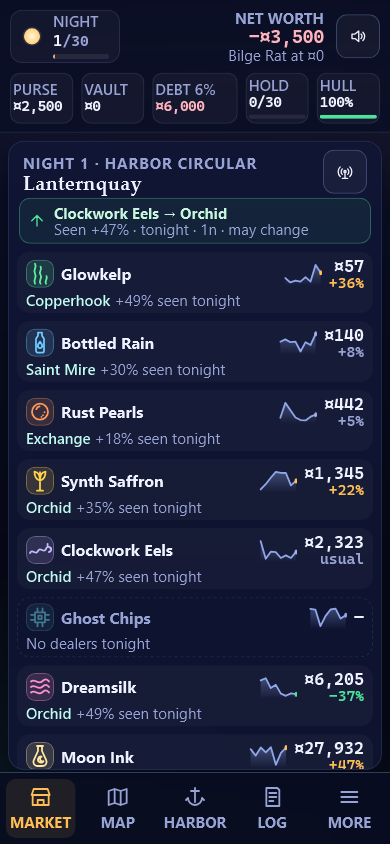 NIGHT
1/30
NET WORTH
−¤3,500
Bilge Rat at ¤0
PURSE
¤2,500
VAULT
¤0
DEBT 6%
¤6,000
HOLD
0/30
HULL
100%
NIGHT 1 · HARBOR CIRCULAR
Lanternquay
Clockwork Eels → Orchid
Seen +47% · tonight · 1n · may change
Glowkelp
¤57
+36%
Copperhook +49% seen tonight
Bottled Rain
¤140
+8%
Saint Mire +30% seen tonight
Rust Pearls
¤442
+5%
Exchange +18% seen tonight
Synth Saffron
¤1,345
+22%
Orchid +35% seen tonight
Clockwork Eels
¤2,323
usual
Orchid +47% seen tonight
Ghost Chips
—
No dealers tonight
Dreamsilk
¤6,205
−37%
Orchid +49% seen tonight
Moon Ink
¤27,932
+47%
MARKET
MAP
HARBOR
LOG
MORE